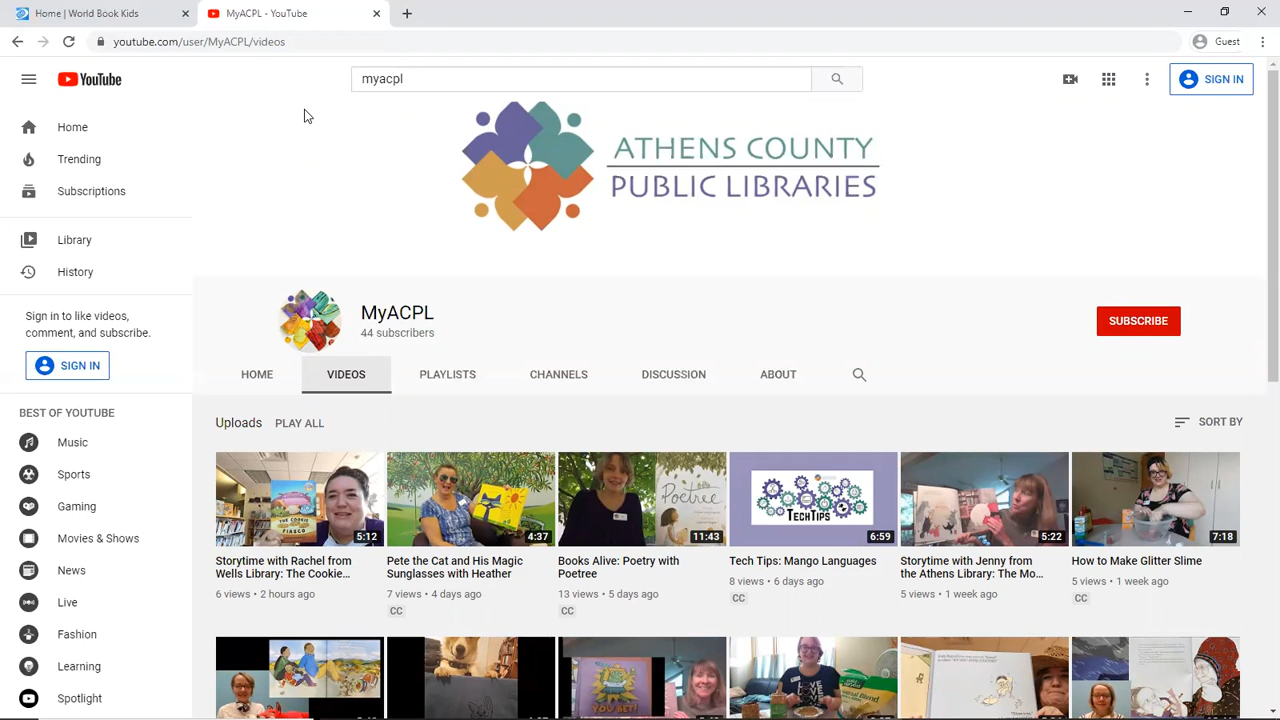 Home | World Book Kids
MyACPL - YouTube
youtube.com/user/MyACPL/videos
Guest
YouTube
myacpl
SIGN IN
Home
Trending
Subscriptions
Library
History
Sign in to like videos,
comment, and subscribe.
SIGN IN
BEST OF YOUTUBE
Music
Sports
Gaming
Movies & Shows
News
Live
Fashion
Learning
Spotlight
ATHENS COUNTY
PUBLIC LIBRARIES
MyACPL
44 subscribers
SUBSCRIBE
HOME VIDEOS PLAYLISTS CHANNELS DISCUSSION ABOUT
Uploads PLAY ALL SORT BY
THE COOKIE
FIASCO
5:12
Storytime with Rachel from
Wells Library: The Cookie...
6 views • 2 hours ago
4:37
Pete the Cat and His Magic
Sunglasses with Heather
7 views • 4 days ago
CC
Poetree
11:43
Books Alive: Poetry with
Poetree
13 views • 5 days ago
CC
TECHTIPS
6:59
Tech Tips: Mango Languages
8 views • 6 days ago
CC
5:22
Storytime with Jenny from
the Athens Library: The Mo...
5 views • 1 week ago
7:18
How to Make Glitter Slime
5 views • 1 week ago
CC